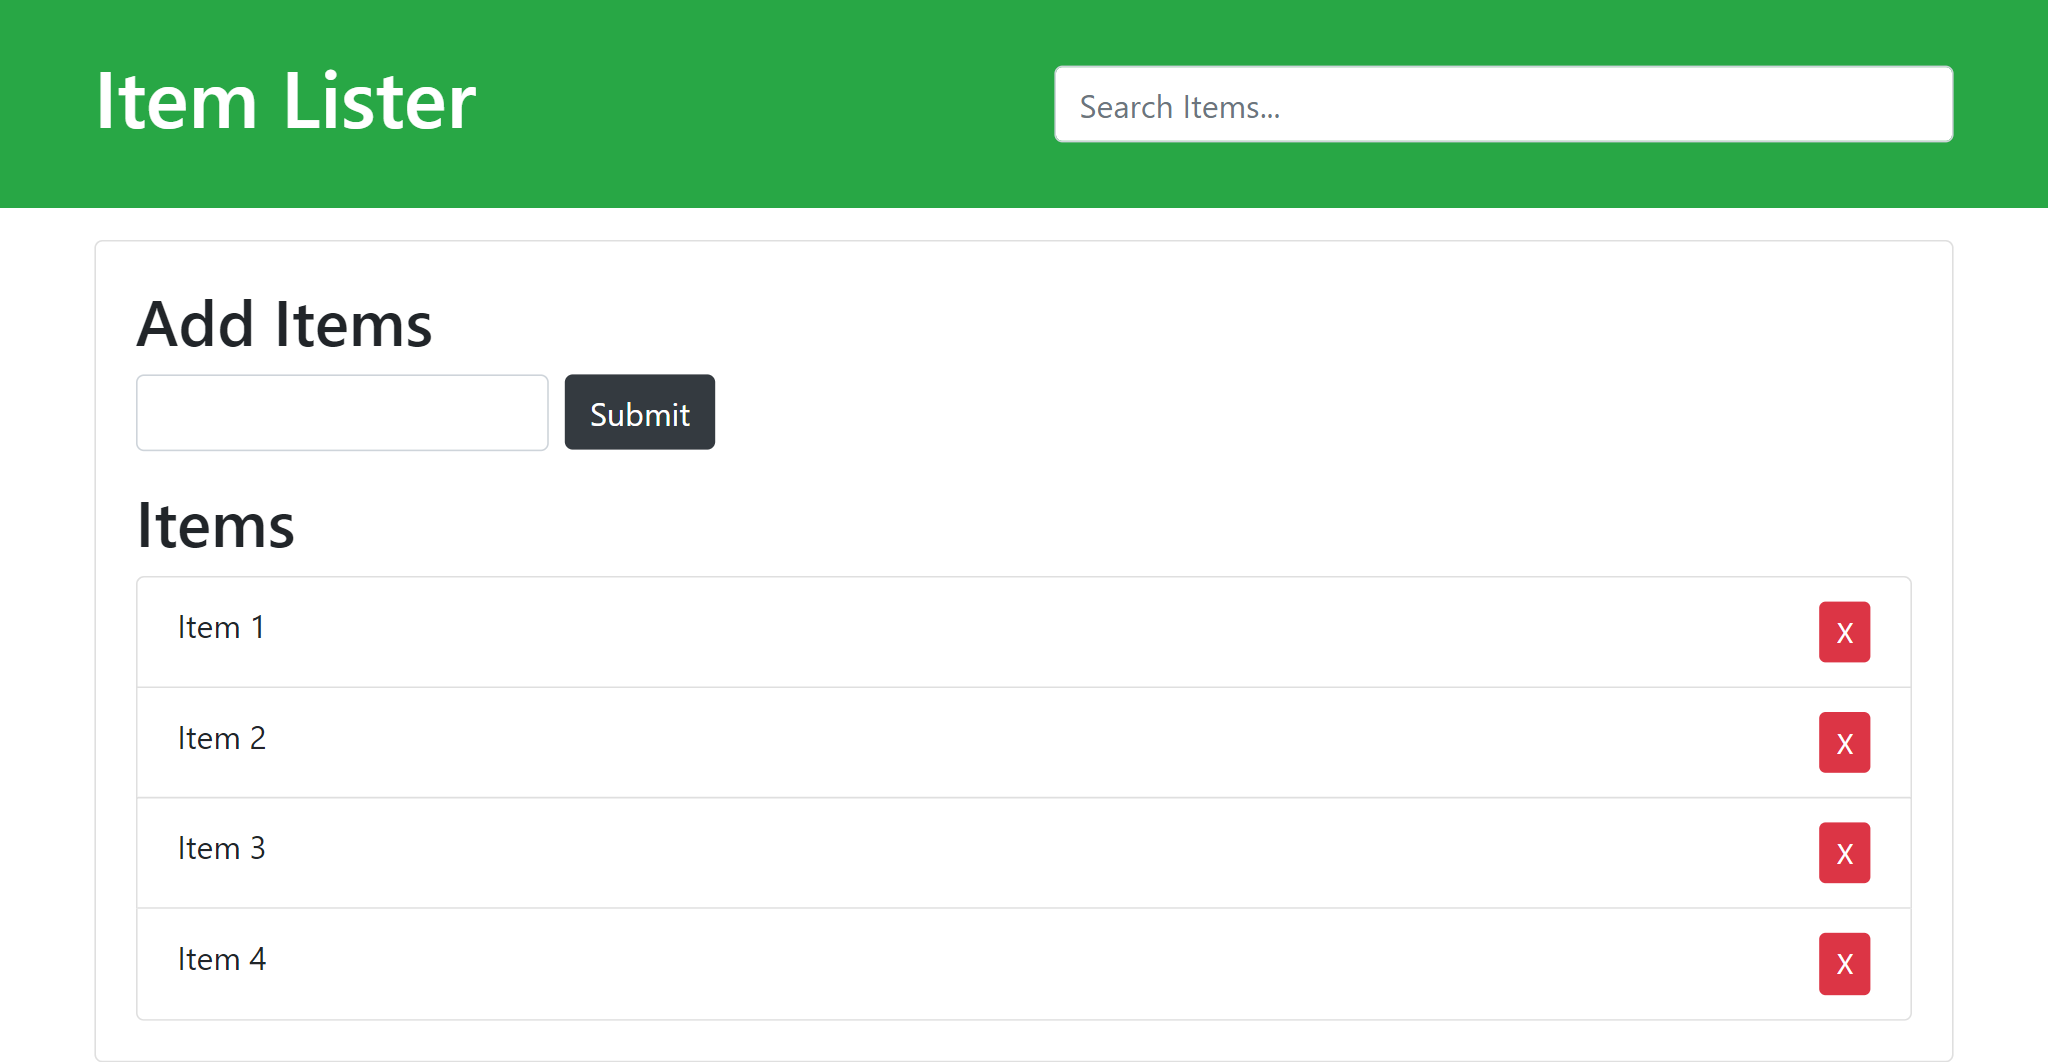 Item Lister
Search Items...
Add Items
Submit
Items
Item 1
X
Item 2
X
Item 3
X
Item 4
X